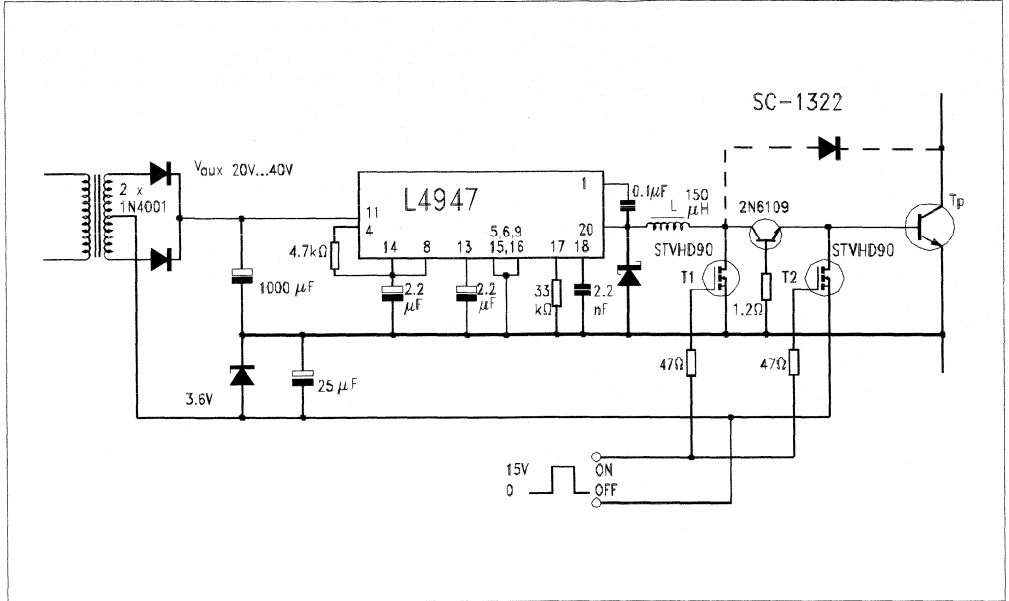 SC-1322
Vaux 20V...40V
2 x
1N4001
1000 μF
L4947
11
4
14
8
13
5,6,9
15,16
17
18
1
20
4.7kΩ
2.2
μF
2.2
μF
33
kΩ
2.2
nF
0.1μF
L
150
μH
2N6109
Tp
STVHD90
T1
STVHD90
T2
1.2Ω
47Ω
47Ω
3.6V
25 μF
15V
0
ON
OFF